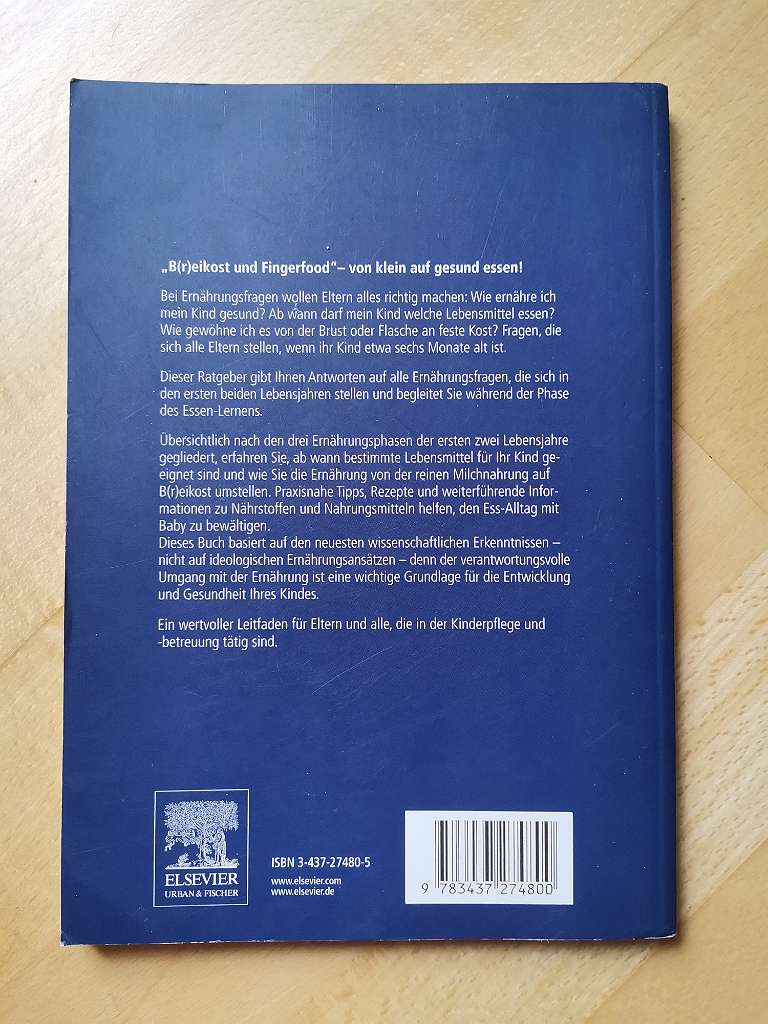 „B(r)eikost und Fingerfood“– von klein auf gesund essen!
Bei Ernährungsfragen wollen Eltern alles richtig machen: Wie ernähre ich
mein Kind gesund? Ab wann darf mein Kind welche Lebensmittel essen?
Wie gewöhne ich es von der Brust oder Flasche an feste Kost? Fragen, die
sich alle Eltern stellen, wenn ihr Kind etwa sechs Monate alt ist.
Dieser Ratgeber gibt Ihnen Antworten auf alle Ernährungsfragen, die sich in
den ersten beiden Lebensjahren stellen und begleitet Sie während der Phase
des Essen-Lernens.
Übersichtlich nach den drei Ernährungsphasen der ersten zwei Lebensjahre
gegliedert, erfahren Sie, ab wann bestimmte Lebensmittel für Ihr Kind ge-
eignet sind und wie Sie die Ernährung von der reinen Milchnahrung auf
B(r)eikost umstellen. Praxisnahe Tipps, Rezepte und weiterführende Infor-
mationen zu Nährstoffen und Nahrungsmitteln helfen, den Ess-Alltag mit
Baby zu bewältigen.
Dieses Buch basiert auf den neuesten wissenschaftlichen Erkenntnissen –
nicht auf ideologischen Ernährungsansätzen – denn der verantwortungsvolle
Umgang mit der Ernährung ist eine wichtige Grundlage für die Entwicklung
und Gesundheit Ihres Kindes.
Ein wertvoller Leitfaden für Eltern und alle, die in der Kinderpflege und
-betreuung tätig sind.
ELSEVIER
URBAN & FISCHER
ISBN 3-437-27480-5
www.elsevier.com
www.elsevier.de
9 783437 274800